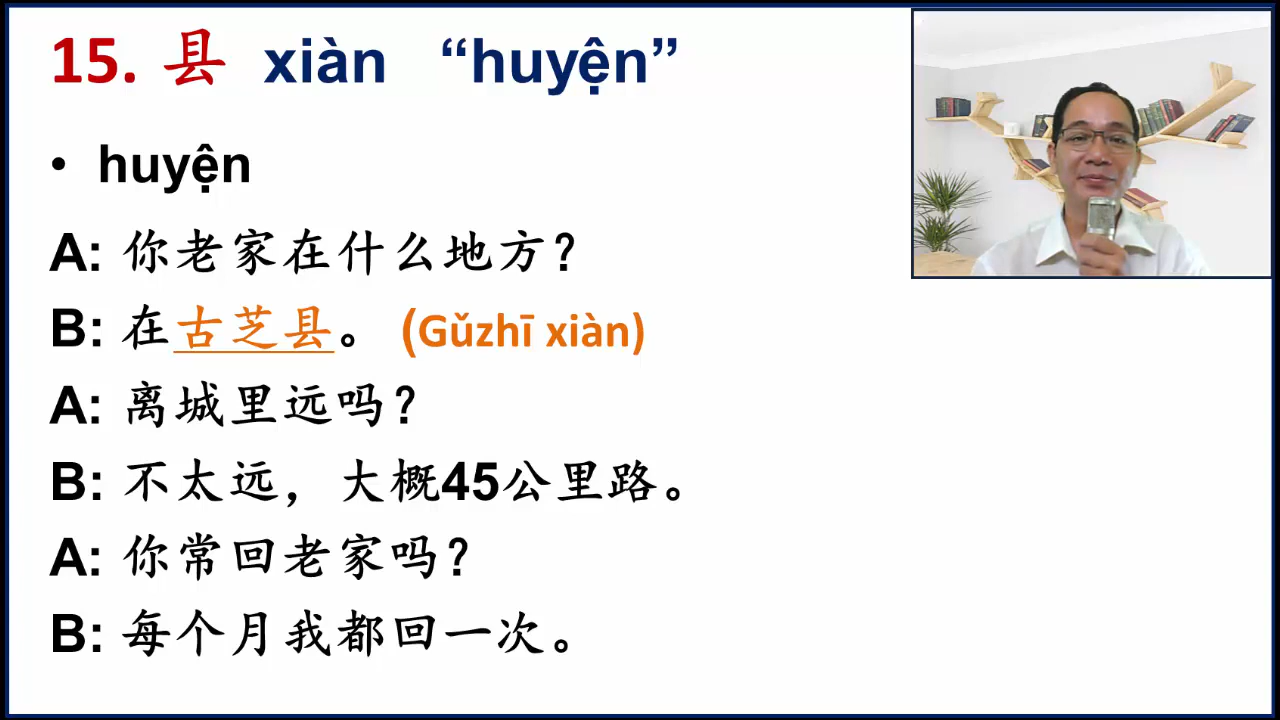 15. 县 xiàn “huyện”
• huyện
A: 你老家在什么地方？
B: 在古芝县。 (Gǔzhī xiàn)
A: 离城里远吗？
B: 不太远，大概45公里路。
A: 你常回老家吗？
B: 每个月我都回一次。